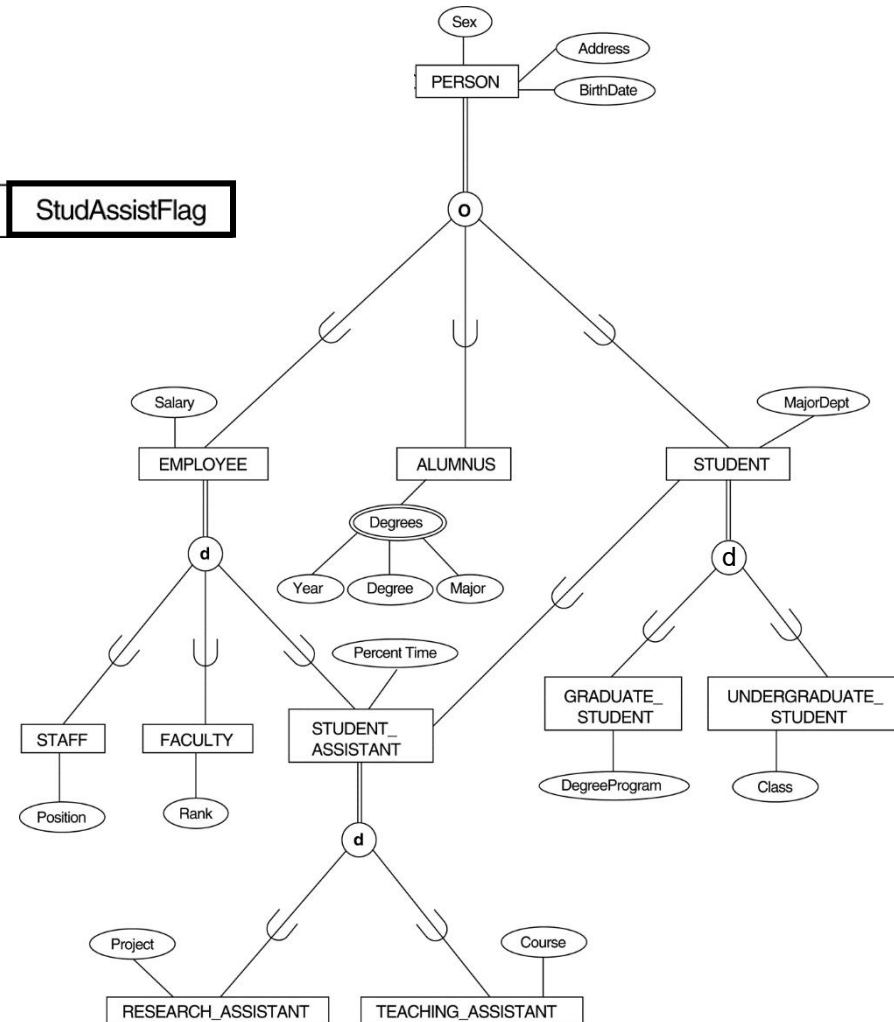 Sex
Address
PERSON
BirthDate
StudAssistFlag
o
Salary
MajorDept
EMPLOYEE
ALUMNUS
STUDENT
Degrees
d
d
Year
Degree
Major
Percent Time
GRADUATE_
STUDENT
UNDERGRADUATE_
STUDENT
STAFF
FACULTY
STUDENT_
ASSISTANT
DegreeProgram
Class
Position
Rank
d
Project
Course
RESEARCH_ASSISTANT
TEACHING_ASSISTANT